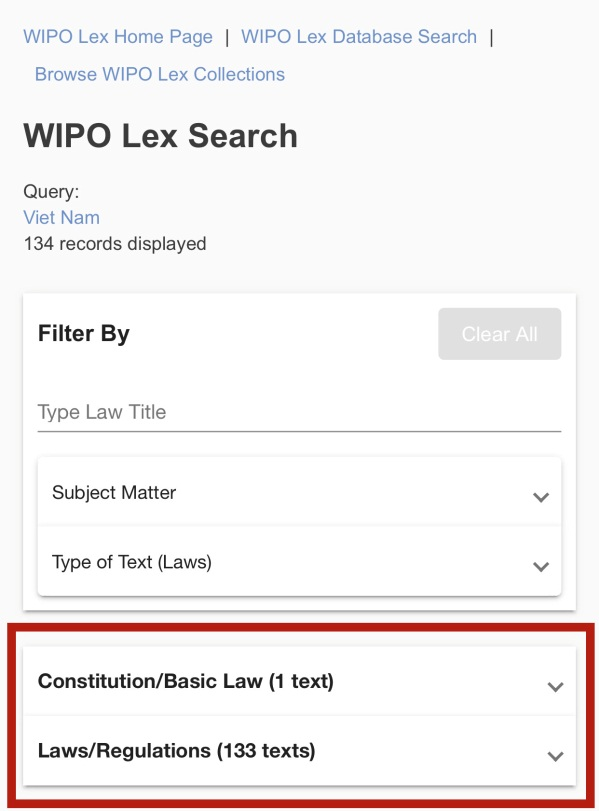 WIPO Lex Home Page | WIPO Lex Database Search |
Browse WIPO Lex Collections
WIPO Lex Search
Query:
Viet Nam
134 records displayed
Filter By
Clear All
Type Law Title
Subject Matter
Type of Text (Laws)
Constitution/Basic Law (1 text)
Laws/Regulations (133 texts)